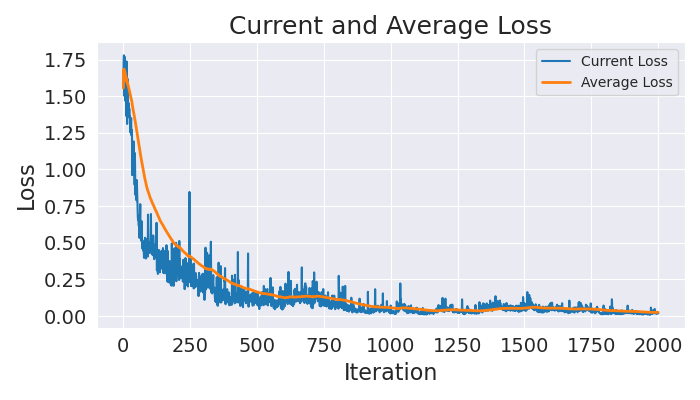 Current and Average Loss
Current Loss
Average Loss
1.75
1.50
1.25
1.00
0.75
0.50
0.25
0.00
Loss
0 250 500 750 1000 1250 1500 1750 2000
Iteration